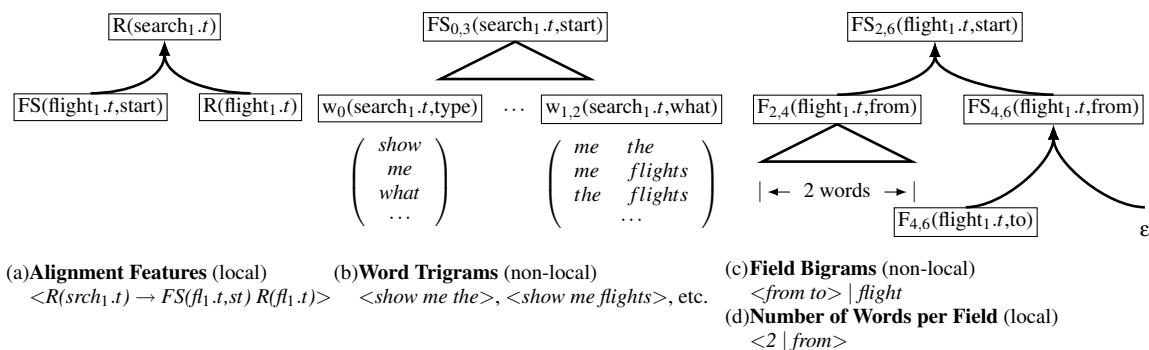 R(search₁.t)
FS(flight₁.t,start) R(flight₁.t)
(a)Alignment Features (local)
<R(srch₁.t) → FS(fl₁.t,st) R(fl₁.t)>
FS₀,₃(search₁.t,start)
w₀(search₁.t,type) ⋯ w₁,₂(search₁.t,what)
show me the
me me flights
what the flights
⋯ ⋯
(b)Word Trigrams (non-local)
<show me the>, <show me flights>, etc.
FS₂,₆(flight₁.t,start)
F₂,₄(flight₁.t,from) FS₄,₆(flight₁.t,from)
| ← 2 words → |
F₄,₆(flight₁.t,to) ε
(c)Field Bigrams (non-local)
<from to> | flight
(d)Number of Words per Field (local)
<2 | from>